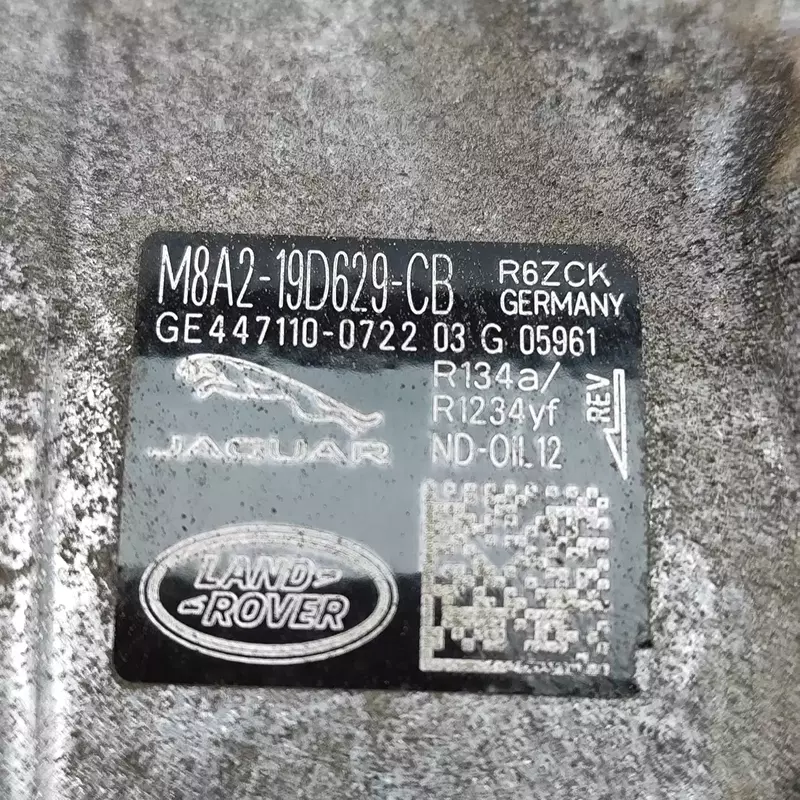 M8A2-19D629-CB
R6ZCK
GERMANY
GE447110-0722 03 G 05961
JAGUAR
R134a/
R1234yf
ND-OIL12
REV
LAND-
-ROVER